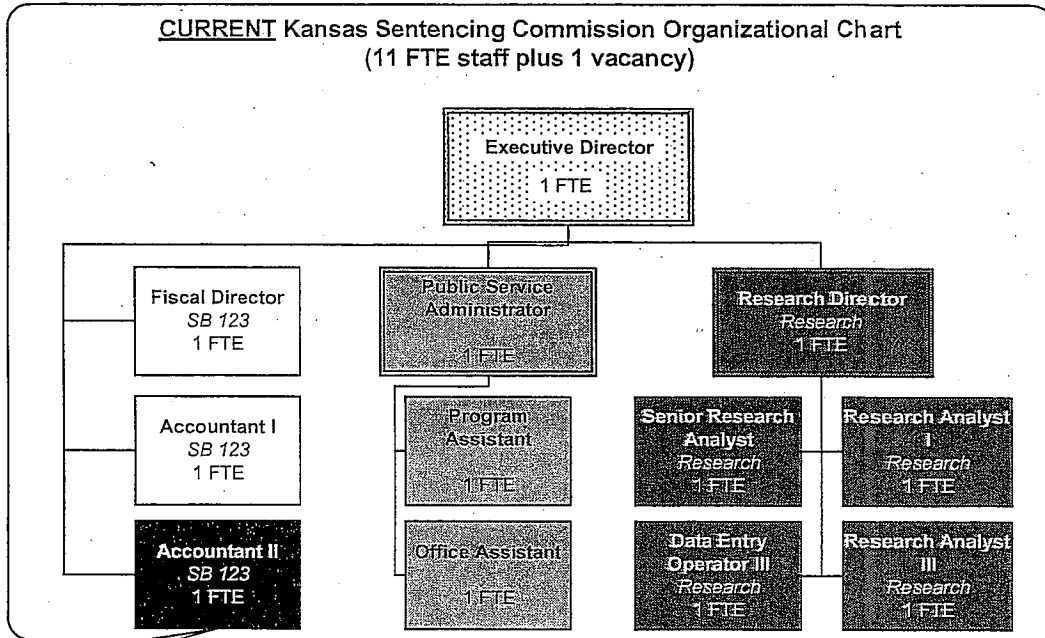 CURRENT Kansas Sentencing Commission Organizational Chart
(11 FTE staff plus 1 vacancy)
Executive Director
1 FTE
Fiscal Director
SB 123
1 FTE
Accountant I
SB 123
1 FTE
Accountant II
SB 123
1 FTE
Public Service
Administrator
1 FTE
Program
Assistant
1 FTE
Office Assistant
1 FTE
Research Director
Research
1 FTE
Senior Research
Analyst
Research
1 FTE
Research Analyst
I
Research
1 FTE
Data Entry
Operator III
Research
1 FTE
Research Analyst
III
Research
1 FTE